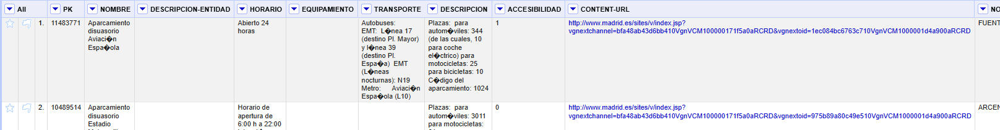 All PK NOMBRE DESCRIPCION-ENTIDAD HORARIO EQUIPAMIENTO TRANSPORTE DESCRIPCION ACCESIBILIDAD CONTENT-URL NO
1.
11483771
Aparcamiento
disuasorio
Aviaci�n
Espa�ola
Abierto 24
horas
Autobuses:
EMT: L�nea 17
(destino Pl. Mayor)
y l�nea 39
(destino Pl.
Espa�a) EMT
(L�neas
nocturnas): N19
Metro: Aviaci�n
Espa�ola (L10)
Plazas: para
autom�viles: 344
(de las cuales, 10
para coche
el�ctrico) para
motocicletas: 25
para bicicletas: 10
C�digo del
aparcamiento: 1024
1
http://www.madrid.es/sites/v/index.jsp?
vgnextchannel=bfa48ab43d6bb410VgnVCM100000171f5a0aRCRD&vgnextoid=1ec084bc6763c710VgnVCM1000001d4a900aRCRD
FUENT
2.
10489514
Aparcamiento
disuasorio
Estadio
Horario de
apertura de
6:00 h a 22:00
Plazas: para
autom�viles: 3011
para motocicletas:
0
http://www.madrid.es/sites/v/index.jsp?
vgnextchannel=bfa48ab43d6bb410VgnVCM100000171f5a0aRCRD&vgnextoid=975b89a80c49e510VgnVCM1000001d4a900aRCRD
ARCEN